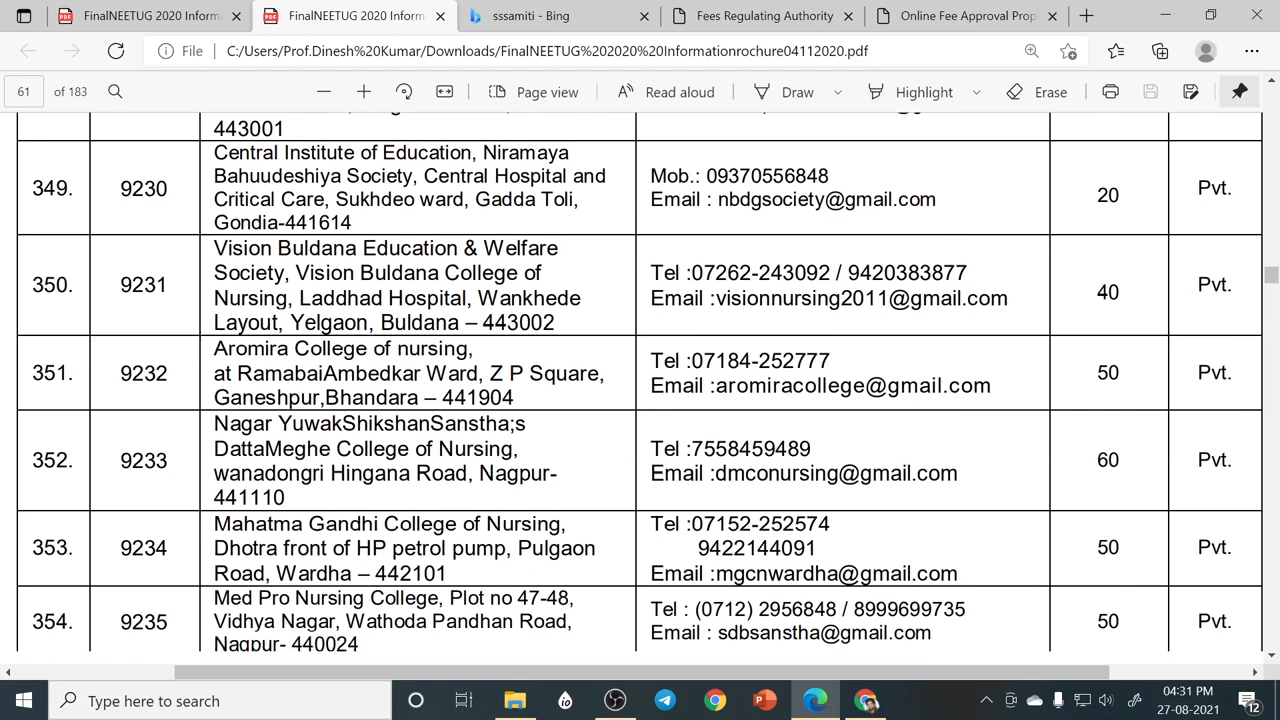 FinalNEETUG 2020 Inform
FinalNEETUG 2020 Inform
sssamiti - Bing
Fees Regulating Authority
Online Fee Approval Prop
File
C:/Users/Prof.Dinesh%20Kumar/Downloads/FinalNEETUG%202020%20Informationrochure04112020.pdf
61 of 183
Page view
Read aloud
Draw
Highlight
Erase
443001
349. 9230
Central Institute of Education, Niramaya
Bahuudeshiya Society, Central Hospital and
Critical Care, Sukhdeo ward, Gadda Toli,
Gondia-441614
Mob.: 09370556848
Email : nbdgsociety@gmail.com
20 Pvt.
350. 9231
Vision Buldana Education & Welfare
Society, Vision Buldana College of
Nursing, Laddhad Hospital, Wankhede
Layout, Yelgaon, Buldana – 443002
Tel :07262-243092 / 9420383877
Email :visionnursing2011@gmail.com
40 Pvt.
351. 9232
Aromira College of nursing,
at RamabaiAmbedkar Ward, Z P Square,
Ganeshpur,Bhandara – 441904
Tel :07184-252777
Email :aromiracollege@gmail.com
50 Pvt.
352. 9233
Nagar YuwakShikshanSanstha;s
DattaMeghe College of Nursing,
wanadongri Hingana Road, Nagpur-
441110
Tel :7558459489
Email :dmconursing@gmail.com
60 Pvt.
353. 9234
Mahatma Gandhi College of Nursing,
Dhotra front of HP petrol pump, Pulgaon
Road, Wardha – 442101
Tel :07152-252574
9422144091
Email :mgcnwardha@gmail.com
50 Pvt.
354. 9235
Med Pro Nursing College, Plot no 47-48,
Vidhya Nagar, Wathoda Pandhan Road,
Nagpur- 440024
Tel : (0712) 2956848 / 8999699735
Email : sdbsanstha@gmail.com
50 Pvt.
Type here to search
04:31 PM
27-08-2021
12